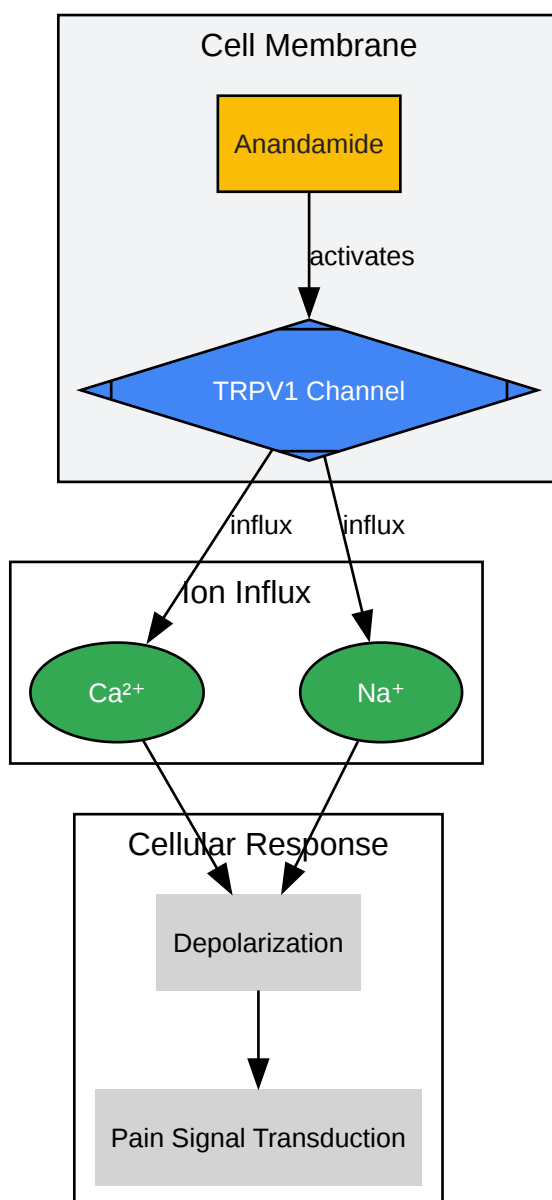 Cell Membrane
Anandamide
activates
TRPV1 Channel
influx
influx
Ion Influx
Ca²⁺
Na⁺
Cellular Response
Depolarization
Pain Signal Transduction